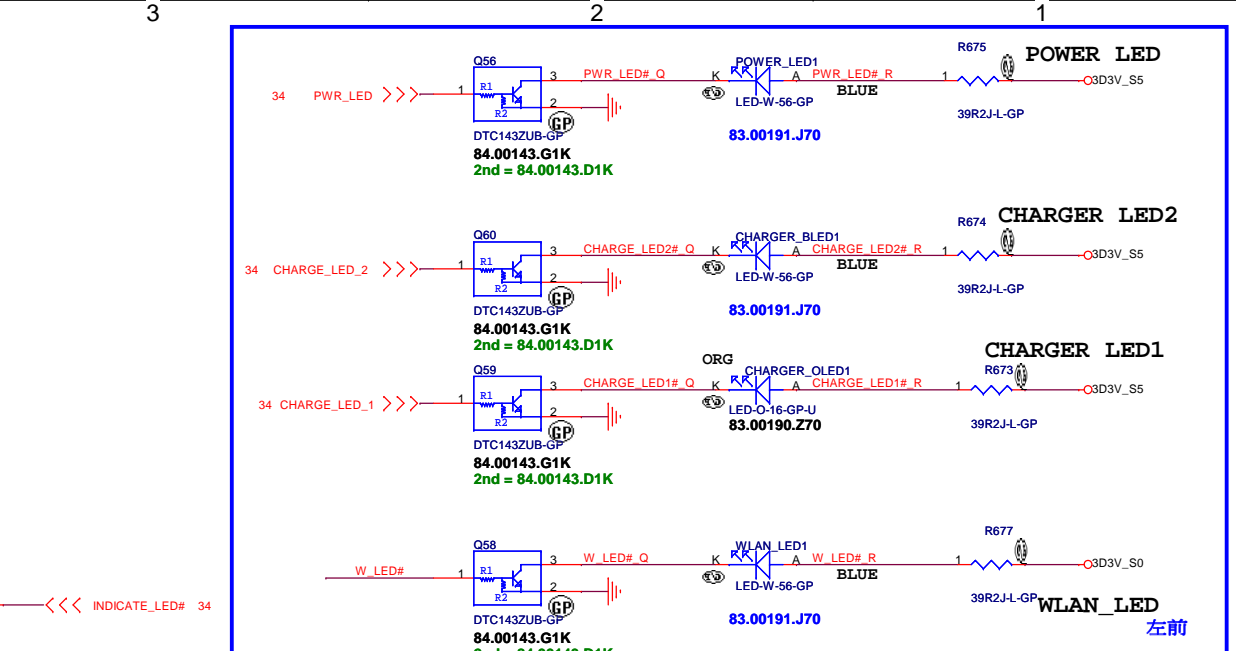 3 2 1
R675
POWER LED
Q56
R1
R2
34 PWR_LED
1
3
2
PWR_LED#_Q
K
POWER_LED1
A
PWR_LED#_R
BLUE
1
3D3V_S5
LED-W-56-GP
39R2J-L-GP
GP
DTC143ZUB-GP
83.00191.J70
84.00143.G1K
2nd = 84.00143.D1K
R674
CHARGER LED2
Q60
R1
R2
34 CHARGE_LED_2
1
3
2
CHARGE_LED2#_Q
K
CHARGER_BLED1
A
CHARGE_LED2#_R
BLUE
1
3D3V_S5
LED-W-56-GP
39R2J-L-GP
GP
DTC143ZUB-GP
83.00191.J70
84.00143.G1K
2nd = 84.00143.D1K
CHARGER LED1
ORG
R673
Q59
R1
R2
34 CHARGE_LED_1
1
3
2
CHARGE_LED1#_Q
K
CHARGER_OLED1
A
CHARGE_LED1#_R
1
3D3V_S5
LED-O-16-GP-U
83.00190.Z70
39R2J-L-GP
GP
DTC143ZUB-GP
84.00143.G1K
2nd = 84.00143.D1K
R677
Q58
R1
R2
W_LED#
1
3
2
W_LED#_Q
K
WLAN_LED1
A
W_LED#_R
BLUE
1
3D3V_S0
LED-W-56-GP
39R2J-L-GP
WLAN_LED
左前
INDICATE_LED# 34
GP
DTC143ZUB-GP
83.00191.J70
84.00143.G1K